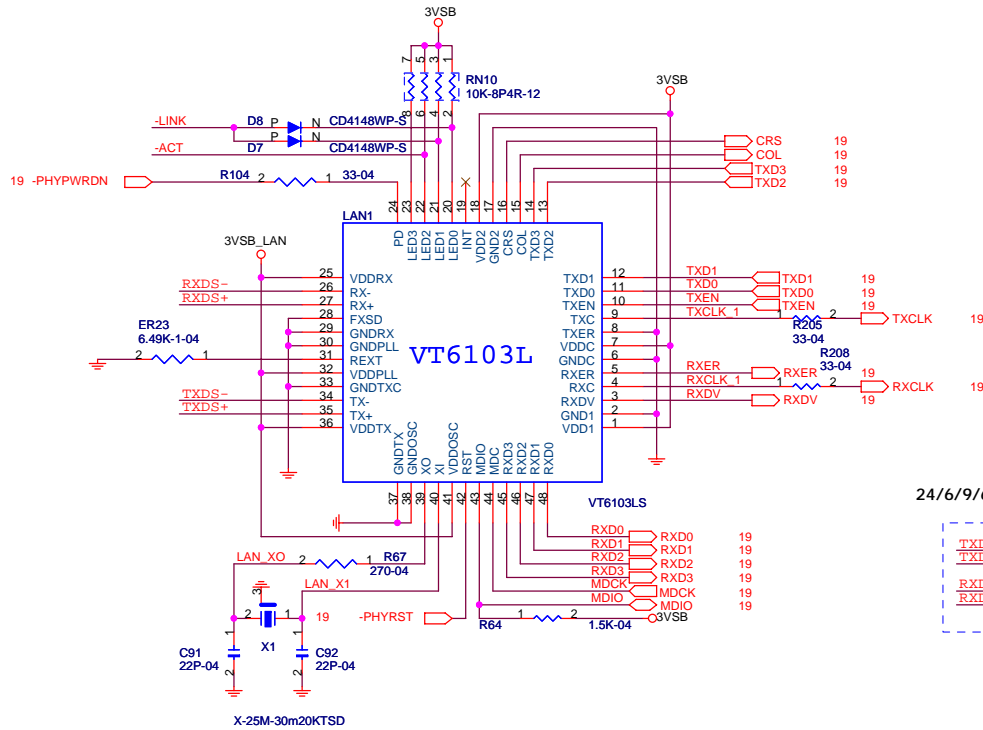 3VSB
7 5 3 1
RN10
10K-8P4R-12
8 6 4 2
3VSB
-LINK
D8 P N CD4148WP-S
P N
-ACT
D7 CD4148WP-S
CRS 19
COL 19
TXD3 19
TXD2 19
19 -PHYPWRDN
R104 2 1 33-04
24 23 22 21 20 19 18 17 16 15 14 13
LAN1
PD LED3 LED2 LED1 LED0 INT VDD2 GND2 CRS COL TXD3 TXD2
3VSB_LAN
25 VDDRX
RXDS- 26 RX-
RXDS+ 27 RX+
28 FXSD
29 GNDRX
30 GNDPLL
31 REXT
32 VDDPLL
33 GNDTXC
TXDS- 34 TX-
TXDS+ 35 TX+
36 VDDTX
ER23
6.49K-1-04
2 1
VT6103L
TXD1 12 TXD1 TXD1 19
TXD0 11 TXD0 TXD0 19
TXEN 10 TXEN TXEN 19
TXC 9 TXCLK_1 1 2 TXCLK 19
R205
33-04
TXER 8
VDDC 7
GNDC 6
RXER 5 RXER RXER 19
RXC 4 RXCLK_1 1 2 RXCLK 19
R208
33-04
RXDV 3 RXDV RXDV 19
GND1 2
VDD1 1
GNDTX GNDOSC XO XI VDDOSC RST MDIO MDC RXD3 RXD2 RXD1 RXD0
37 38 39 40 41 42 43 44 45 46 47 48
VT6103LS
24/6/9/6
RXD0 RXD0 19
RXD1 RXD1 19
RXD2 RXD2 19
RXD3 RXD3 19
MDCK MDCK 19
MDIO MDIO 19
R64 1 2 1.5K-04 3VSB
LAN_XO 2 1 R67
270-04
LAN_X1
3
2 1
X1
19 -PHYRST
C91
22P-04
1
2
C92
22P-04
1
2
X-25M-30m20KTSD
TXD
TXD
RXD
RXD